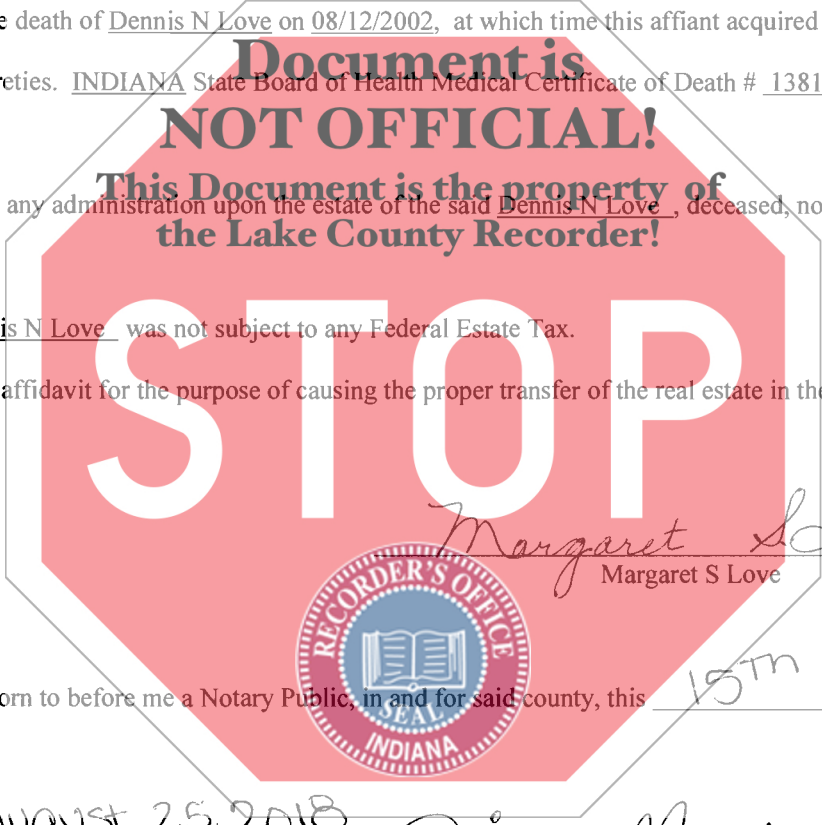 e death of Dennis N Love on 08/12/2002, at which time this affiant acquired
Document is
eties. INDIANA State Board of Health Medical Certificate of Death # 1381
NOT OFFICIAL!
This Document is the property of
any administration upon the estate of the said Dennis N Love , deceased, no
the Lake County Recorder!
is N Love was not subject to any Federal Estate Tax.
affidavit for the purpose of causing the proper transfer of the real estate in the
STOP
Margaret
Margaret S Love
RECORDER'S OFFICE
SEAL
INDIANA
orn to before me a Notary Public, in and for said county, this 15TH
August 25, 2018